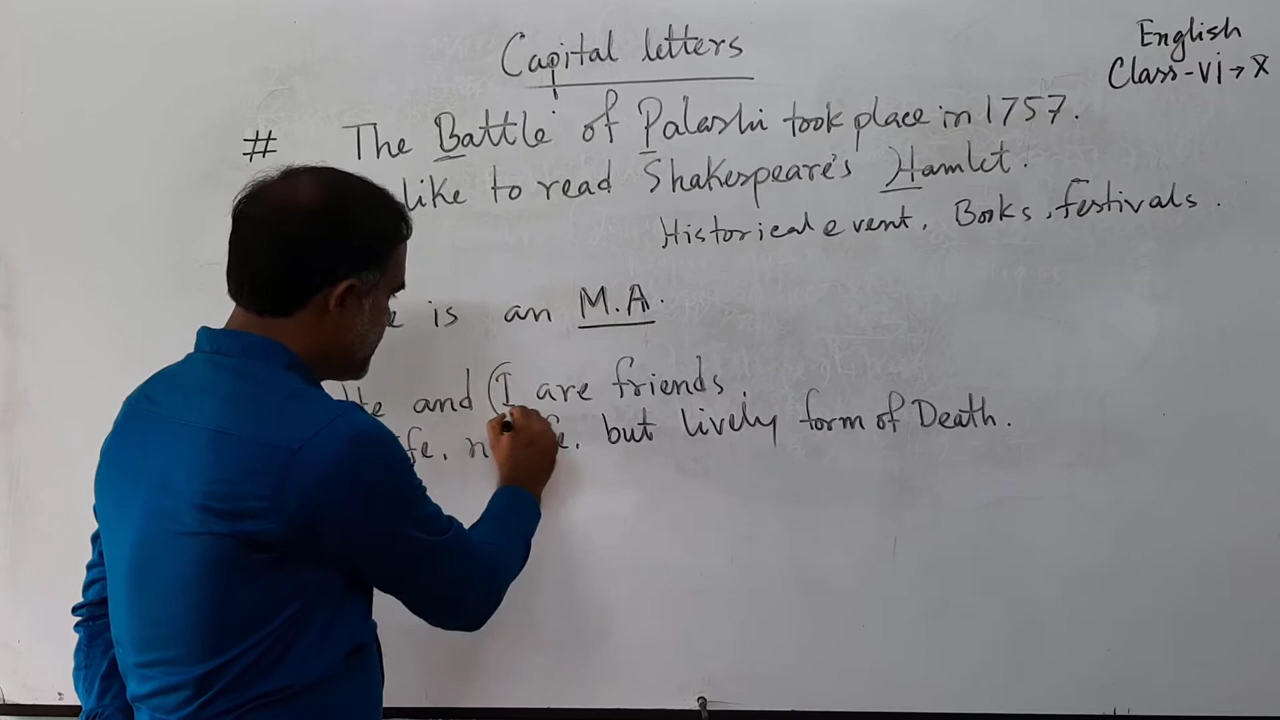 Capital letters
English
Class-VI→X
# The Battle of Palashi took place in 1757.
like to read Shakespeare's Hamlet.
Historical event, Books, festivals.
is an M.A.
He and I are friends.
but lively form of Death.